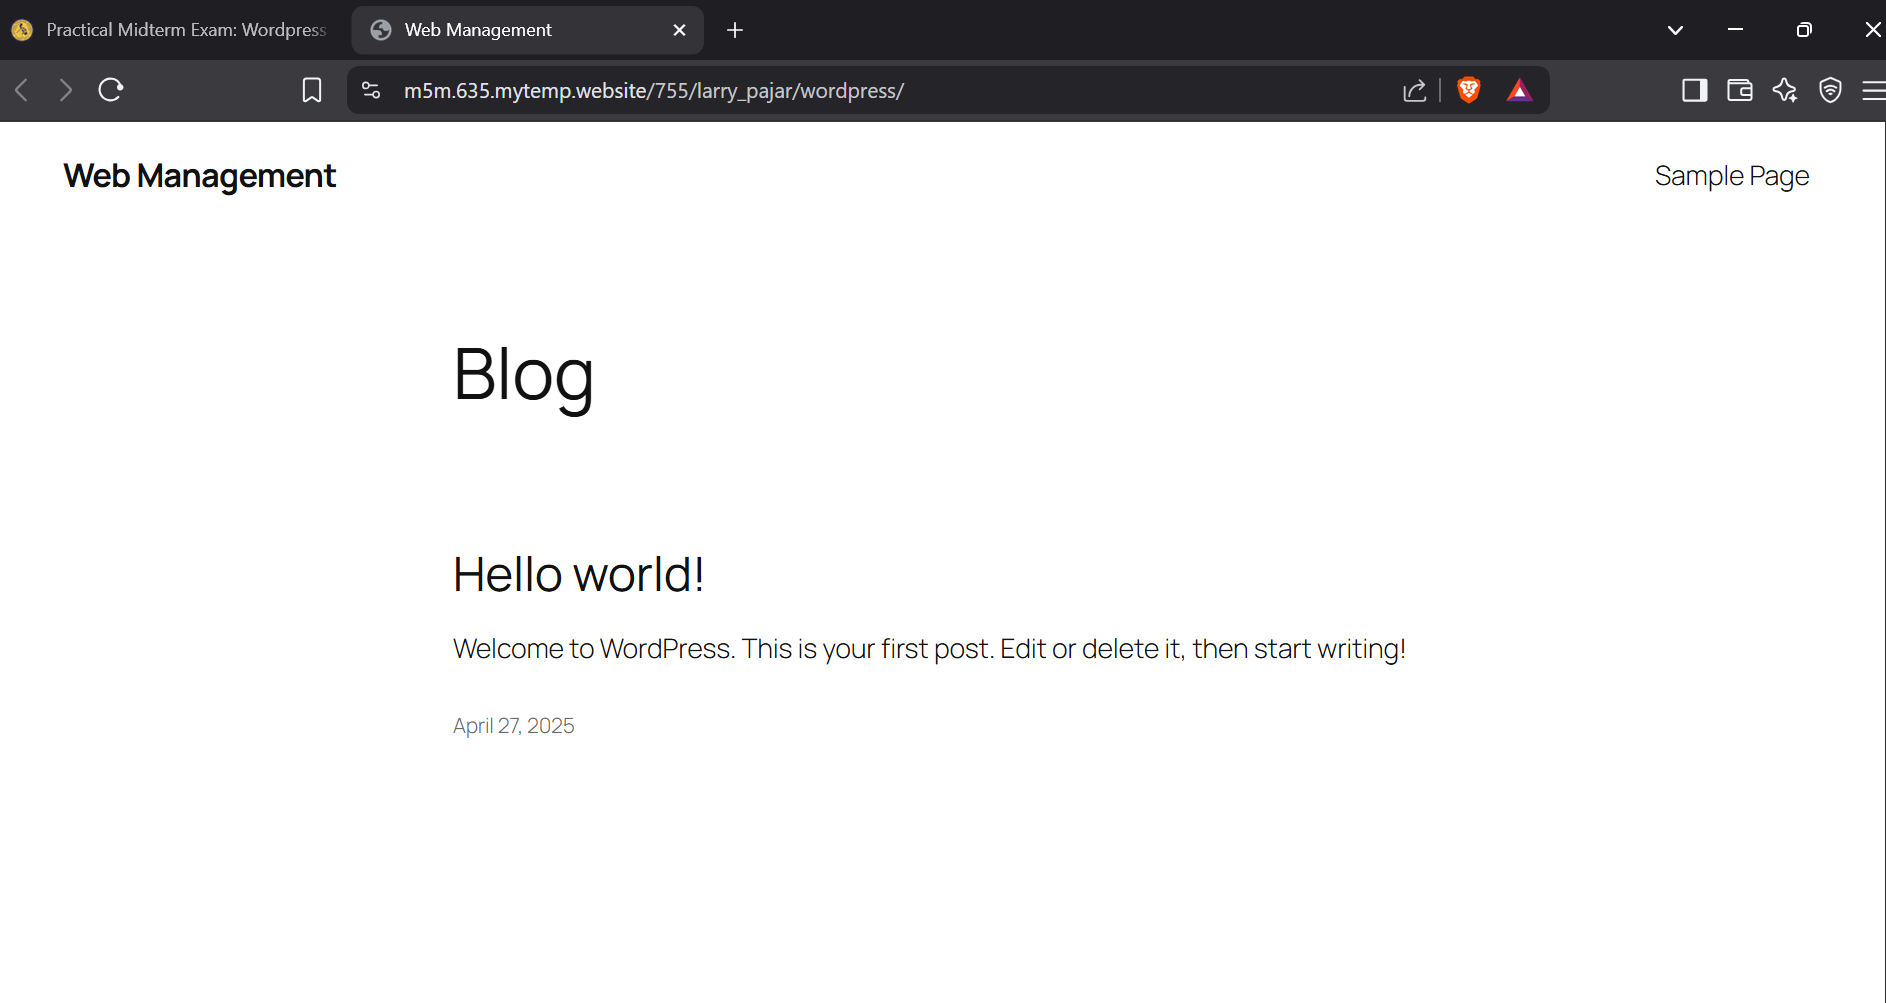 Practical Midterm Exam: Wordpress
Web Management
m5m.635.mytemp.website/755/larry_pajar/wordpress/
Web Management
Sample Page
Blog
Hello world!
Welcome to WordPress. This is your first post. Edit or delete it, then start writing!
April 27, 2025